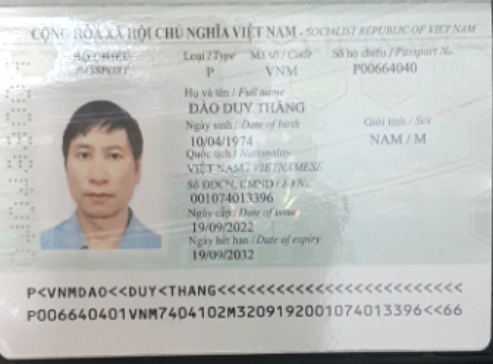 CỘNG HÒA XÃ HỘI CHỦ NGHĨA VIỆT NAM - SOCIALIST REPUBLIC OF VIET NAM
HỘ CHIẾU
PASSPORT
Loại / Type Mã số / Code Số hộ chiếu / Passport No.
P VNM P00664040
Họ và tên / Full name
ĐÀO DUY THĂNG
Ngày sinh / Date of birth Giới tính / Sex
10/04/1974 NAM / M
Quốc tịch / Nationality
VIỆT NAM / VIETNAMESE
Số ĐDCN, CMND / ID No.
001074013396
Ngày cấp / Date of issue
19/09/2022
Ngày hết hạn / Date of expiry
19/09/2032
P<VNMDAO<<DUY<THANG<<<<<<<<<<<<<<<<<<<<<<<<<
P006640401VNM7404102M3209192001074013396<<66